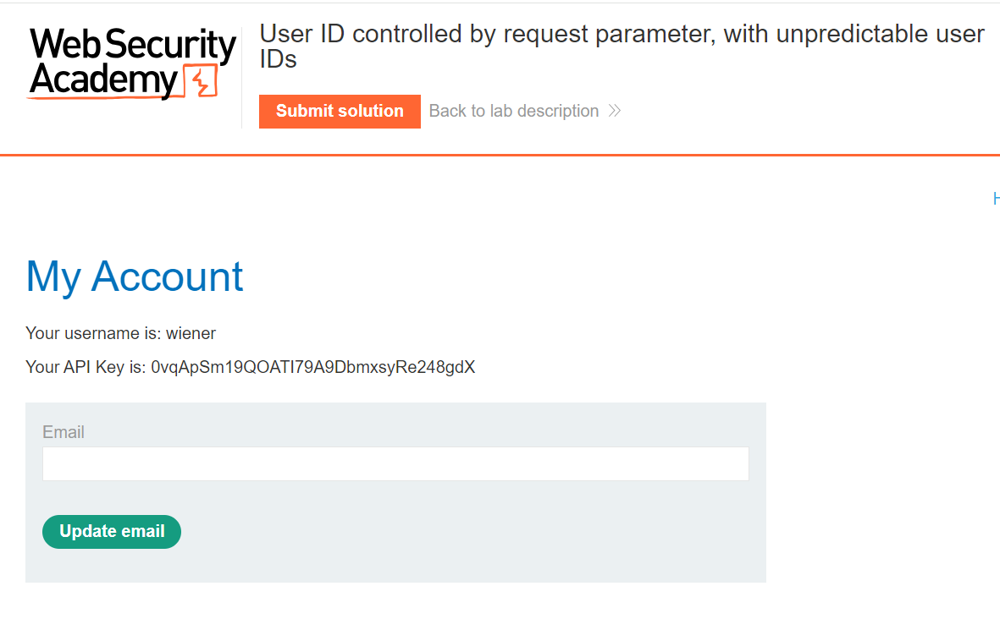 Web Security
Academy
User ID controlled by request parameter, with unpredictable user
IDs
Submit solution
Back to lab description
My Account
Your username is: wiener
Your API Key is: 0vqApSm19QOATI79A9DbmxsyRe248gdX
Email
Update email